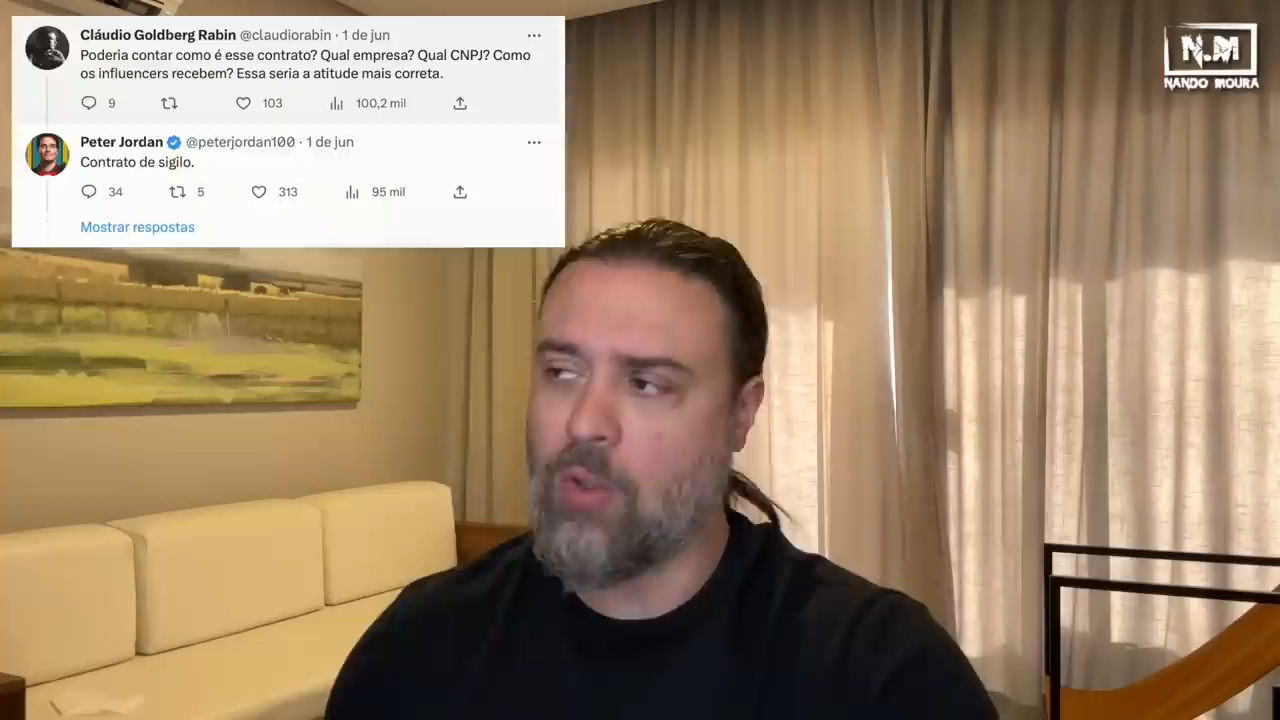 Cláudio Goldberg Rabin @claudiorabin · 1 de jun
Poderia contar como é esse contrato? Qual empresa? Qual CNPJ? Como
os influencers recebem? Essa seria a atitude mais correta.
9 103 100,2 mil
Peter Jordan @peterjordan100 · 1 de jun
Contrato de sigilo.
34 5 313 95 mil
Mostrar respostas
N.M
NANDO MOURA